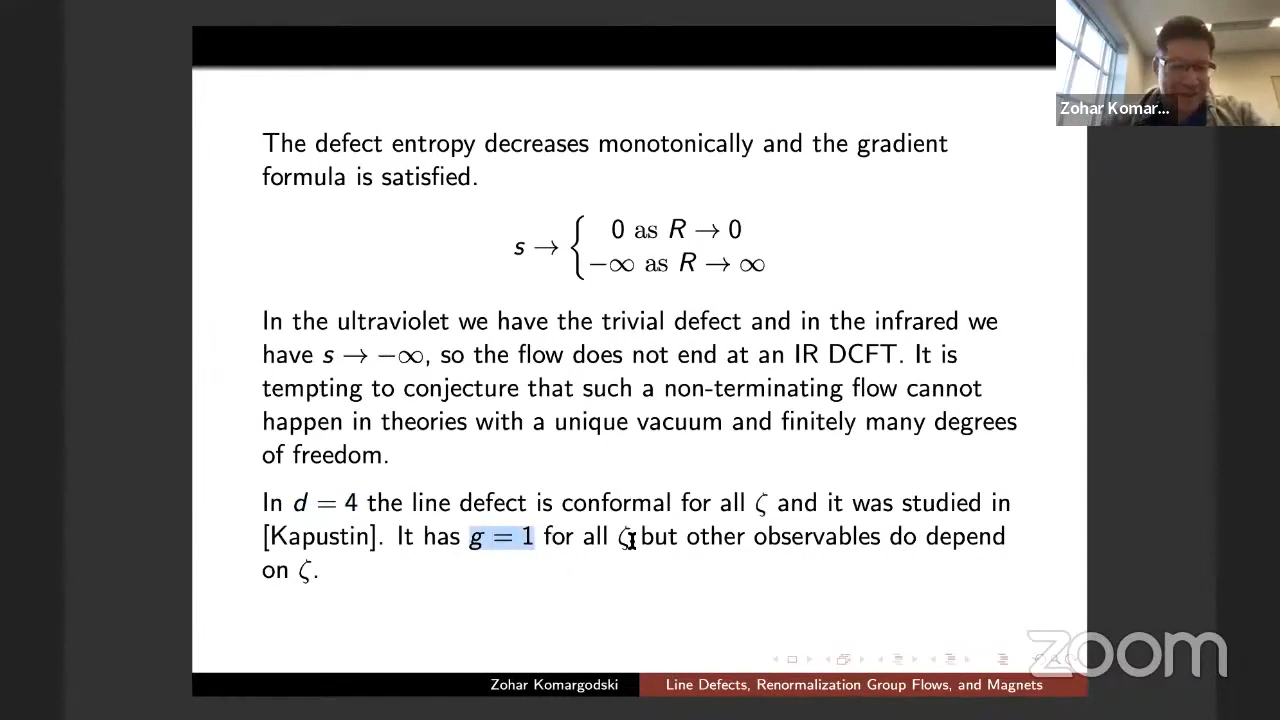 Zohar Komar...
The defect entropy decreases monotonically and the gradient
formula is satisfied.
s → { 0 as R → 0
−∞ as R → ∞
In the ultraviolet we have the trivial defect and in the infrared we
have s → −∞, so the flow does not end at an IR DCFT. It is
tempting to conjecture that such a non-terminating flow cannot
happen in theories with a unique vacuum and finitely many degrees
of freedom.
In d = 4 the line defect is conformal for all ζ and it was studied in
[Kapustin]. It has g = 1 for all ζ but other observables do depend
on ζ.
zoom
Zohar Komargodski Line Defects, Renormalization Group Flows, and Magnets